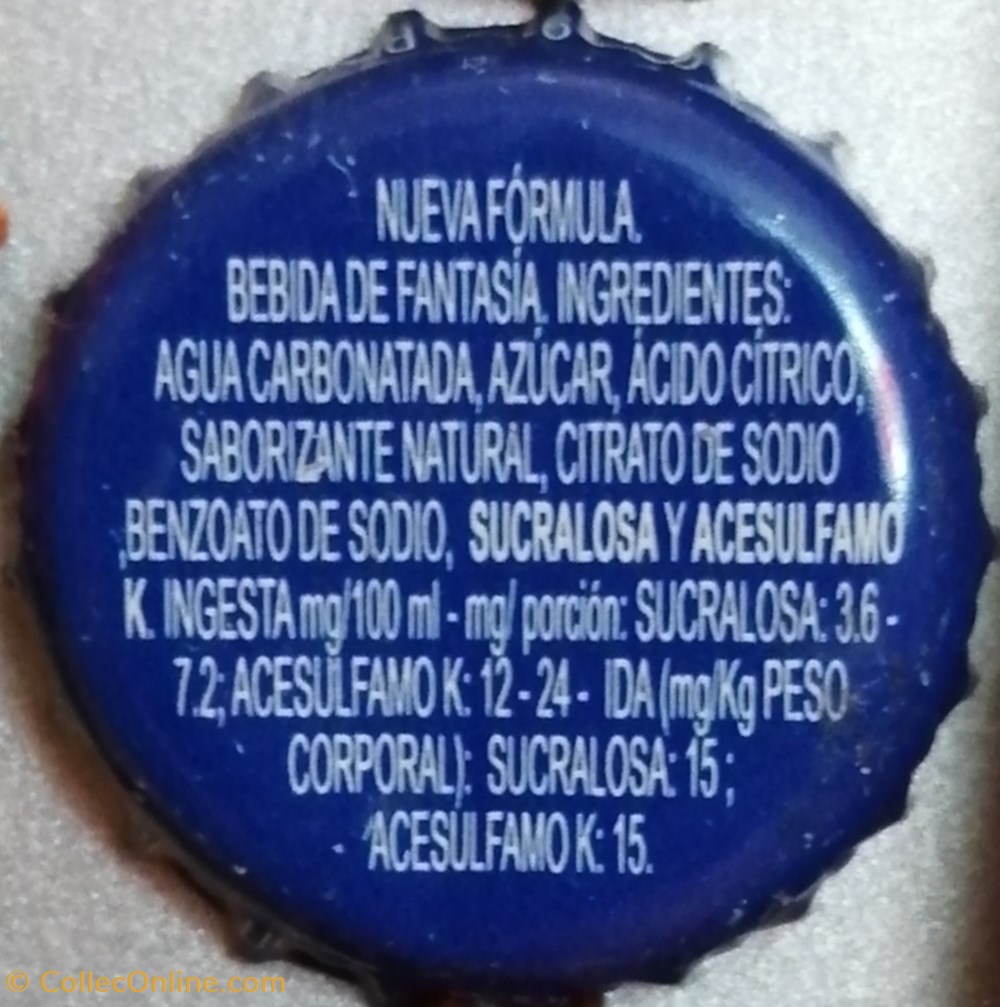 NUEVA FÓRMULA.
BEBIDA DE FANTASÍA. INGREDIENTES:
AGUA CARBONATADA, AZÚCAR, ÁCIDO CÍTRICO,
SABORIZANTE NATURAL, CITRATO DE SODIO
,BENZOATO DE SODIO, SUCRALOSA Y ACESULFAMO
K. INGESTA mg/100 ml - mg/ porción: SUCRALOSA: 3.6 -
7.2; ACESULFAMO K: 12 - 24 - IDA (mg/Kg PESO
CORPORAL): SUCRALOSA: 15 ;
ACESULFAMO K: 15.
© CollecOnline.com